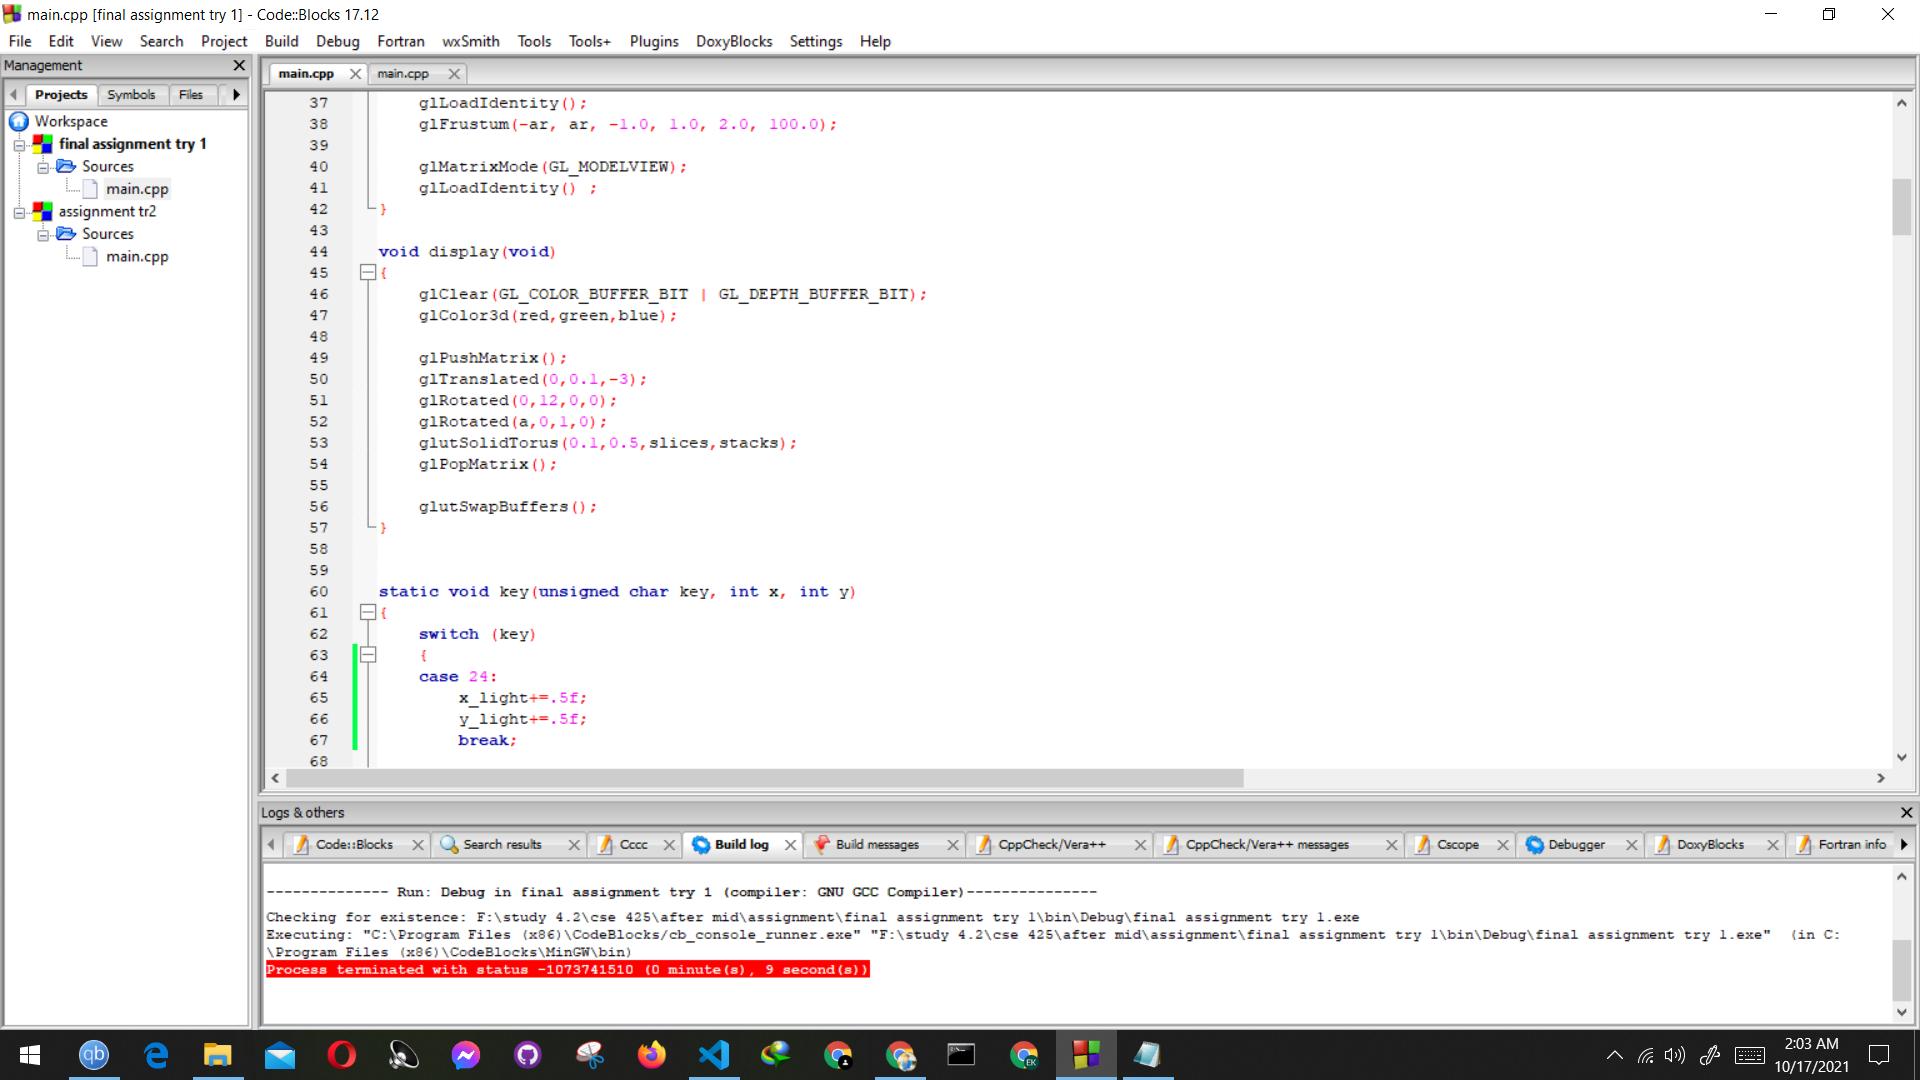 main.cpp [final assignment try 1] - Code::Blocks 17.12
File Edit View Search Project Build Debug Fortran wxSmith Tools Tools+ Plugins DoxyBlocks Settings Help
Management
Projects Symbols Files
Workspace
final assignment try 1
Sources
main.cpp
assignment tr2
Sources
main.cpp
main.cpp main.cpp
37 glLoadIdentity();
38 glFrustum(-ar, ar, -1.0, 1.0, 2.0, 100.0);
39
40 glMatrixMode(GL_MODELVIEW);
41 glLoadIdentity() ;
42 }
43
44 void display(void)
45 {
46 glClear(GL_COLOR_BUFFER_BIT | GL_DEPTH_BUFFER_BIT);
47 glColor3d(red,green,blue);
48
49 glPushMatrix();
50 glTranslated(0,0.1,-3);
51 glRotated(0,12,0,0);
52 glRotated(a,0,1,0);
53 glutSolidTorus(0.1,0.5,slices,stacks);
54 glPopMatrix();
55
56 glutSwapBuffers();
57 }
58
59
60 static void key(unsigned char key, int x, int y)
61 {
62 switch (key)
63 {
64 case 24:
65 x_light+=.5f;
66 y_light+=.5f;
67 break;
68
Logs & others
Code::Blocks Search results Cccc Build log Build messages CppCheck/Vera++ CppCheck/Vera++ messages Cscope Debugger DoxyBlocks Fortran info
-------------- Run: Debug in final assignment try 1 (compiler: GNU GCC Compiler)---------------
Checking for existence: F:\study 4.2\cse 425\after mid\assignment\final assignment try 1\bin\Debug\final assignment try 1.exe
Executing: "C:\Program Files (x86)\CodeBlocks/cb_console_runner.exe" "F:\study 4.2\cse 425\after mid\assignment\final assignment try 1\bin\Debug\final assignment try 1.exe"  (in C:
\Program Files (x86)\CodeBlocks\MinGW\bin)
Process terminated with status -1073741510 (0 minute(s), 9 second(s))
qb
EK
2:03 AM
10/17/2021